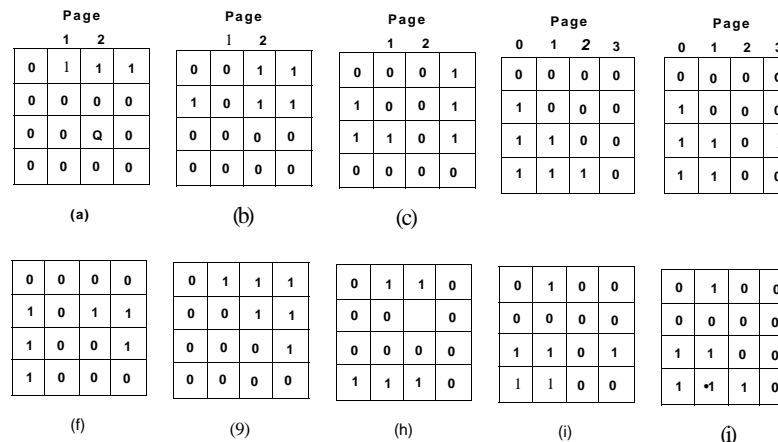 Page Page Page Page Page
1 2 1 2 1 2 0 1 2 3 0 1 2 3
0 1 1 1 0 0 1 1 0 0 0 1 0 0 0 0 0 0 0 0
0 0 0 0 1 0 1 1 1 0 0 1 1 0 0 0 1 0 0 0
0 0 Q 0 0 0 0 0 1 1 0 1 1 1 0 0 1 1 0
0 0 0 0 0 0 0 0 0 0 0 0 1 1 1 0 1 1 0 0
(a) (b) (c)
0 0 0 0 0 1 1 1 0 1 1 0 0 1 0 0 0 1 0 0
1 0 1 1 0 0 1 1 0 0 0 0 0 0 0 0 0 0 0
1 0 0 1 0 0 0 1 0 0 0 0 1 1 0 1 1 1 0 0
1 0 0 0 0 0 0 0 1 1 1 0 1 1 0 0 1 •1 1 0
(f) (9) (h) (i) (i)